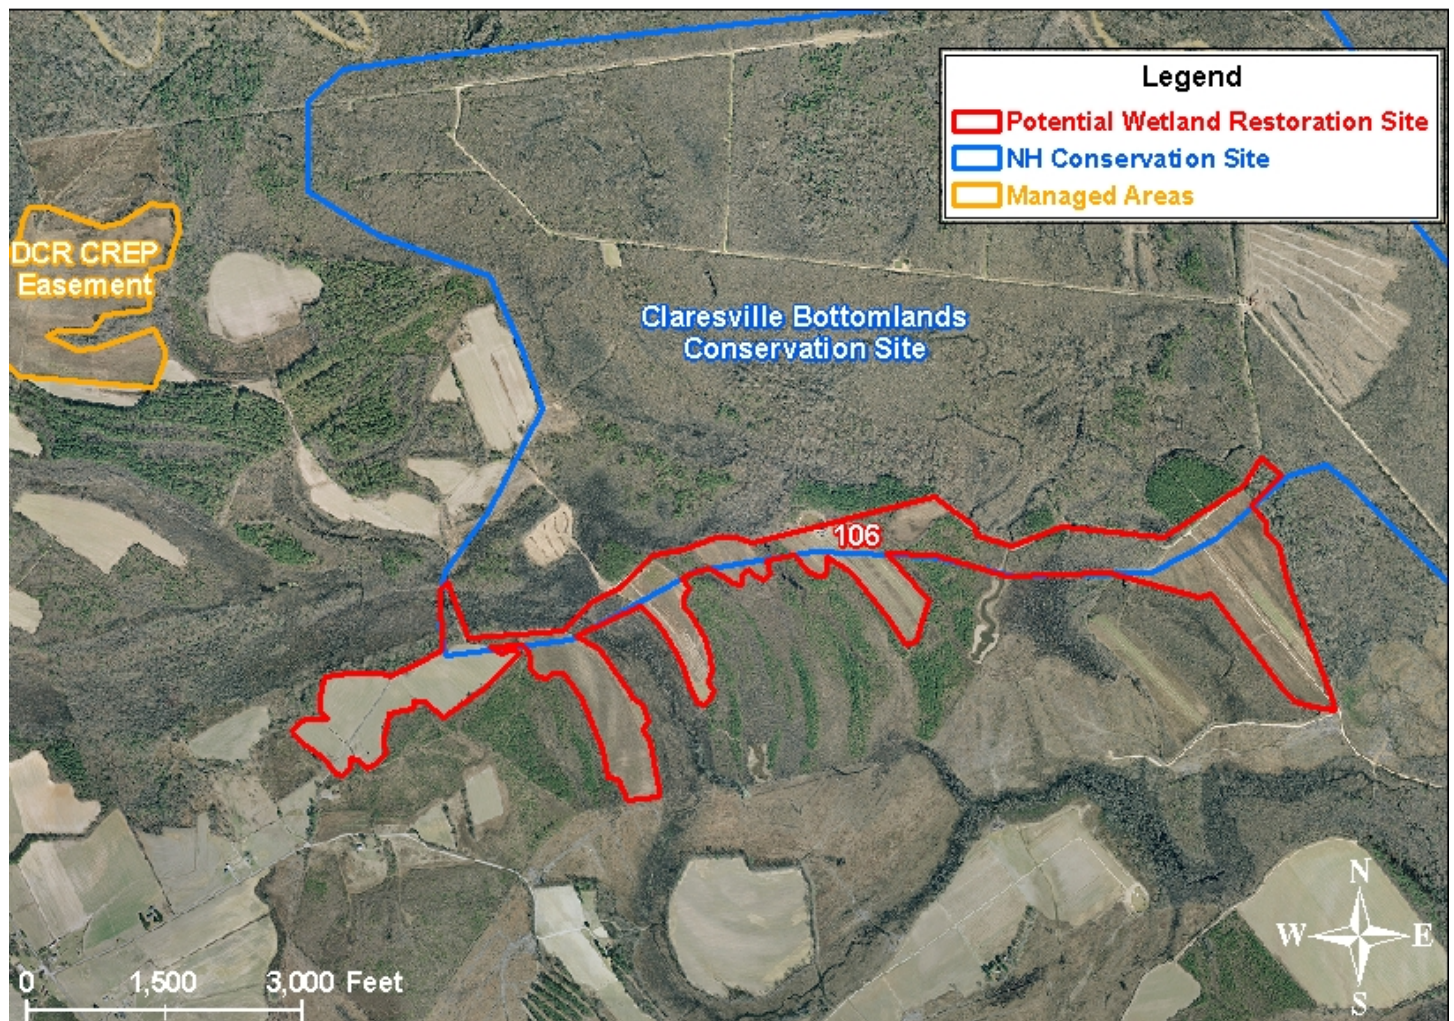 Legend
Potential Wetland Restoration Site
NH Conservation Site
Managed Areas
DCR CREP
Easement
Claresville Bottomlands
Conservation Site
106
N
W
E
S
0
1,500
3,000 Feet